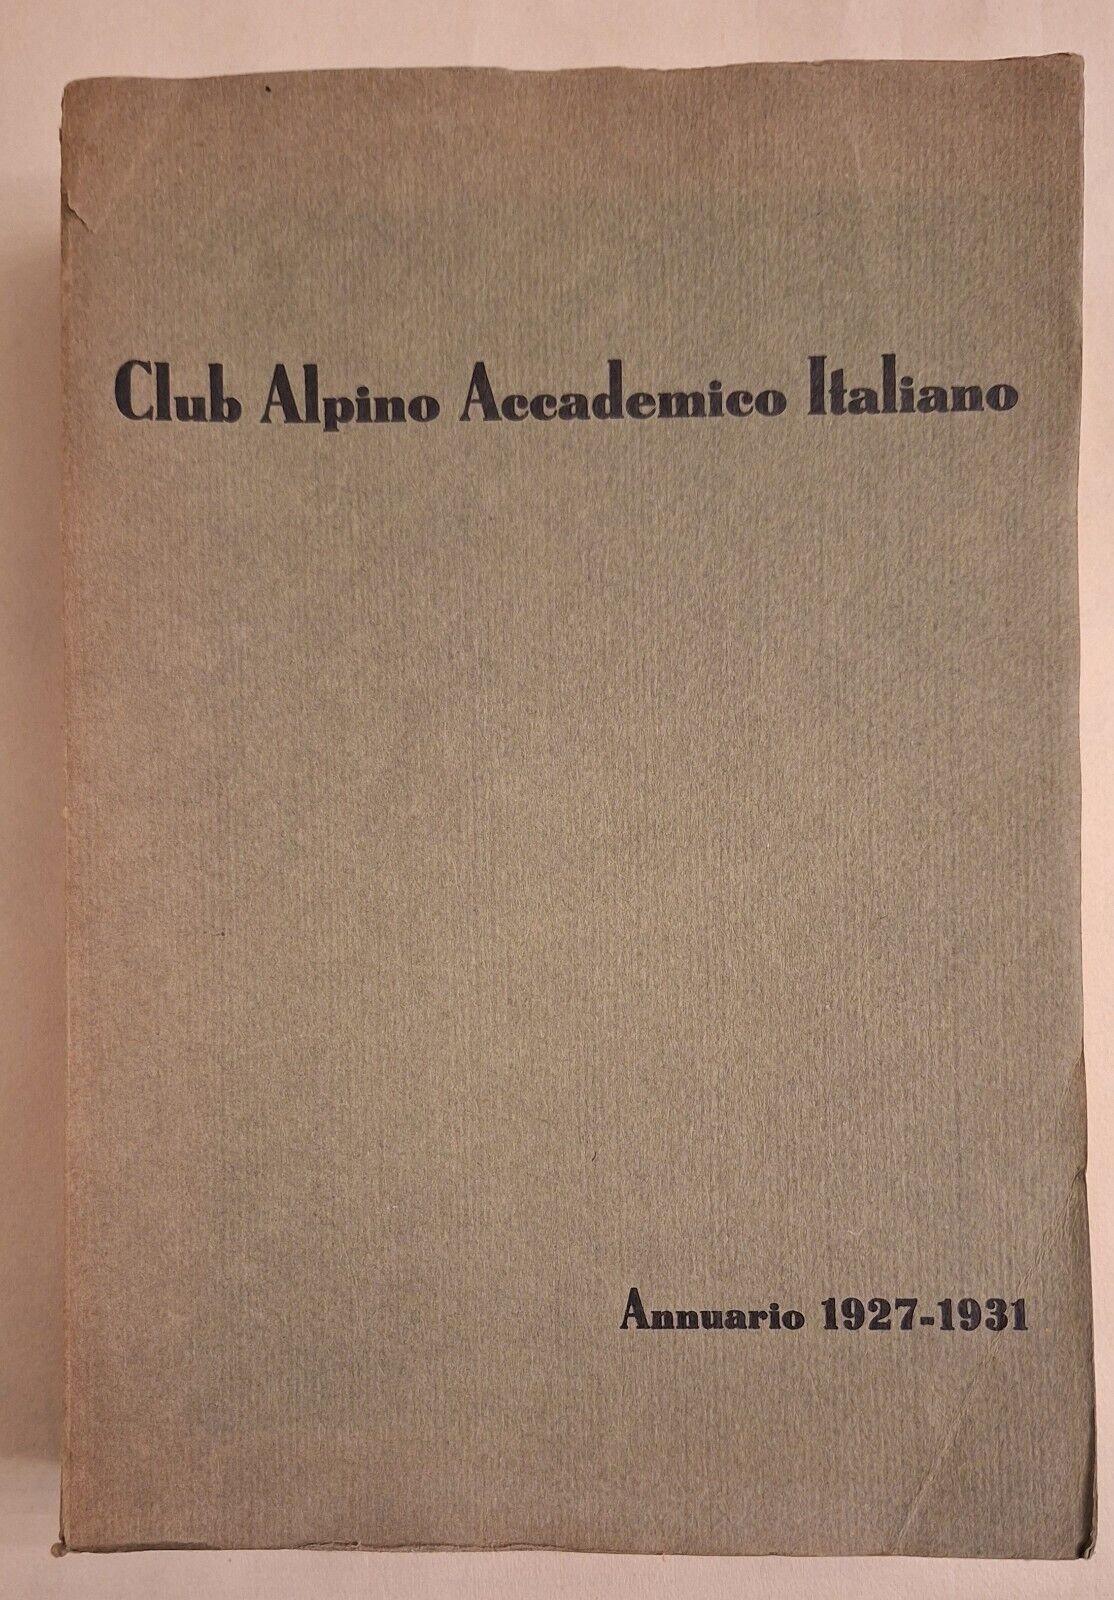 Club Alpino Accademico Italiano
Annuario 1927-1931